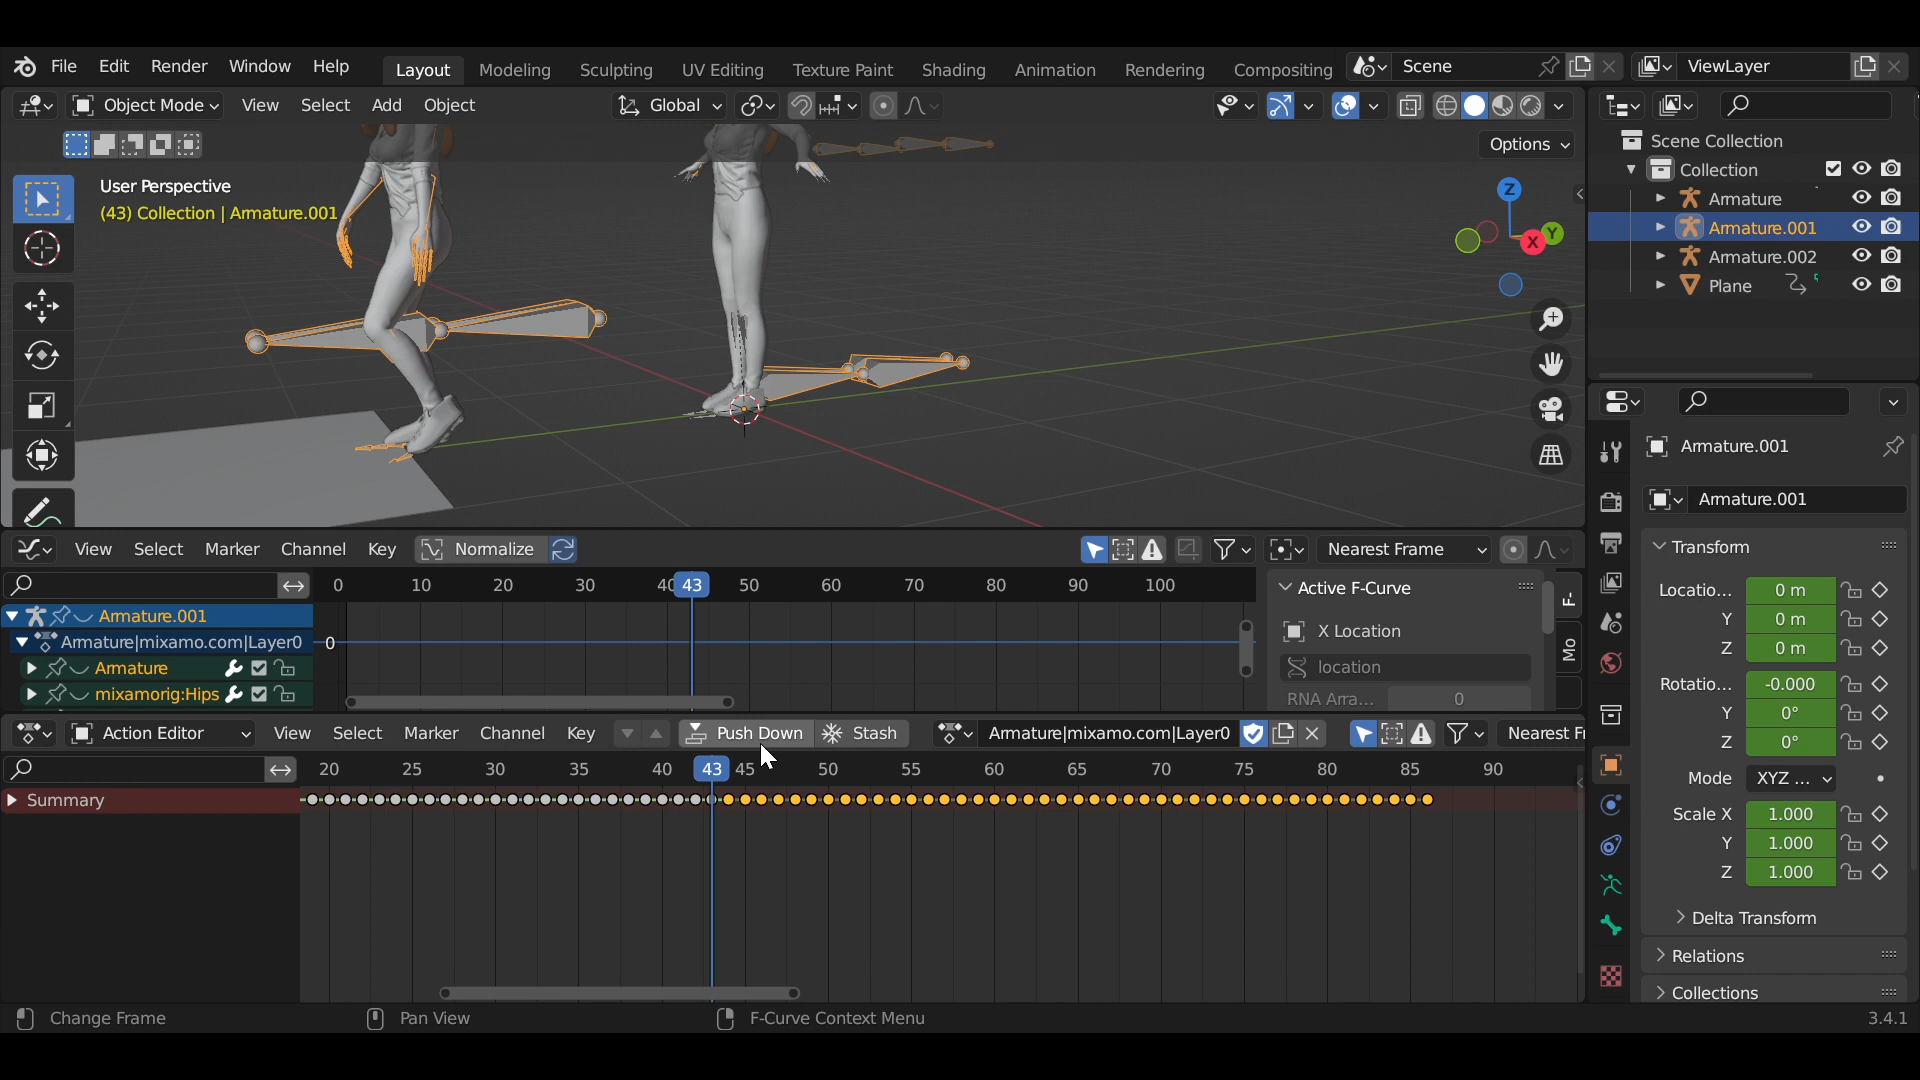 File Edit Render Window Help Layout Modeling Sculpting UV Editing Texture Paint Shading Animation Rendering Compositing Scene ViewLayer
Object Mode View Select Add Object Global
Options
User Perspective
(43) Collection | Armature.001
Z
Y
X
Scene Collection
Collection
Armature
Armature.001
Armature.002
Plane
Armature.001
Armature.001
Transform
Locatio... 0 m
Y 0 m
Z 0 m
Rotatio... -0.000
Y 0°
Z 0°
Mode XYZ ...
Scale X 1.000
Y 1.000
Z 1.000
Delta Transform
Relations
Collections
View Select Marker Channel Key Normalize Nearest Frame
0 10 20 30 40 43 50 60 70 80 90 100
Armature.001
Armature|mixamo.com|Layer0
0
Armature
mixamorig:Hips
Active F-Curve
X Location
location
RNA Arra... 0
F-
Mo
Action Editor View Select Marker Channel Key Push Down Stash Armature|mixamo.com|Layer0 Nearest Fr
20 25 30 35 40 43 45 50 55 60 65 70 75 80 85 90
Summary
Change Frame Pan View F-Curve Context Menu 3.4.1